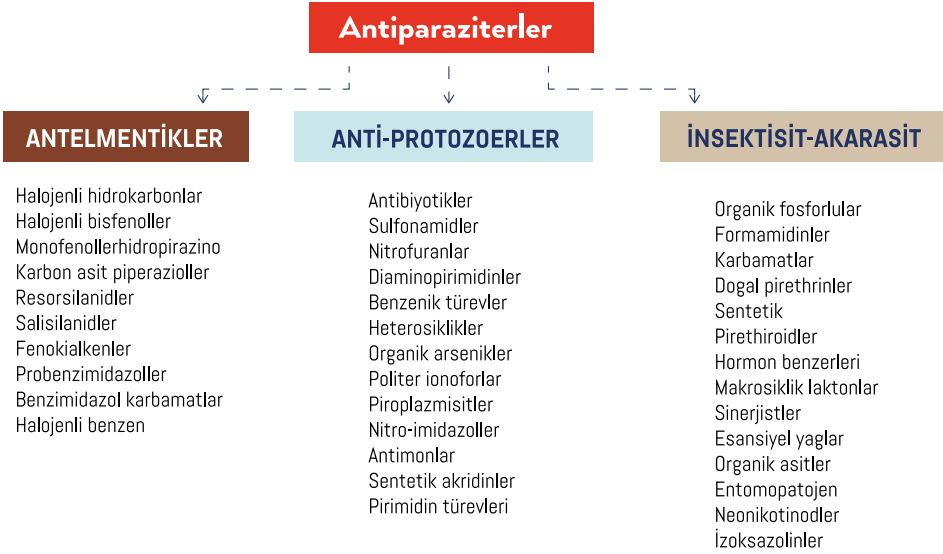 Antiparaziterler
ANTELMENTİKLER
Halojenli hidrokarbonlar
Halojenli bisfenoller
Monofenollerhidropirazino
Karbon asit piperazioller
Resorsilanidler
Salisilanidler
Fenokialkenler
Probenzimidazoller
Benzimidazol karbamatlar
Halojenli benzen
ANTİ-PROTOZOERLER
Antibiyotikler
Sulfonamidler
Nitrofuranlar
Diaminopirimidinler
Benzenik türevler
Heterosiklikler
Organik arsenikler
Politer ionoforlar
Piroplazmisitler
Nitro-imidazoller
Antimonlar
Sentetik akridinler
Pirimidin türevleri
İNSEKTİSİT-AKARASİT
Organik fosforlular
Formamidinler
Karbamatlar
Dogal pirethrinler
Sentetik
Pirethiroidler
Hormon benzerleri
Makrosiklik laktonlar
Sinerjistler
Esansiyel yaglar
Organik asitler
Entomopatojen
Neonikotinodler
İzoksazolinler